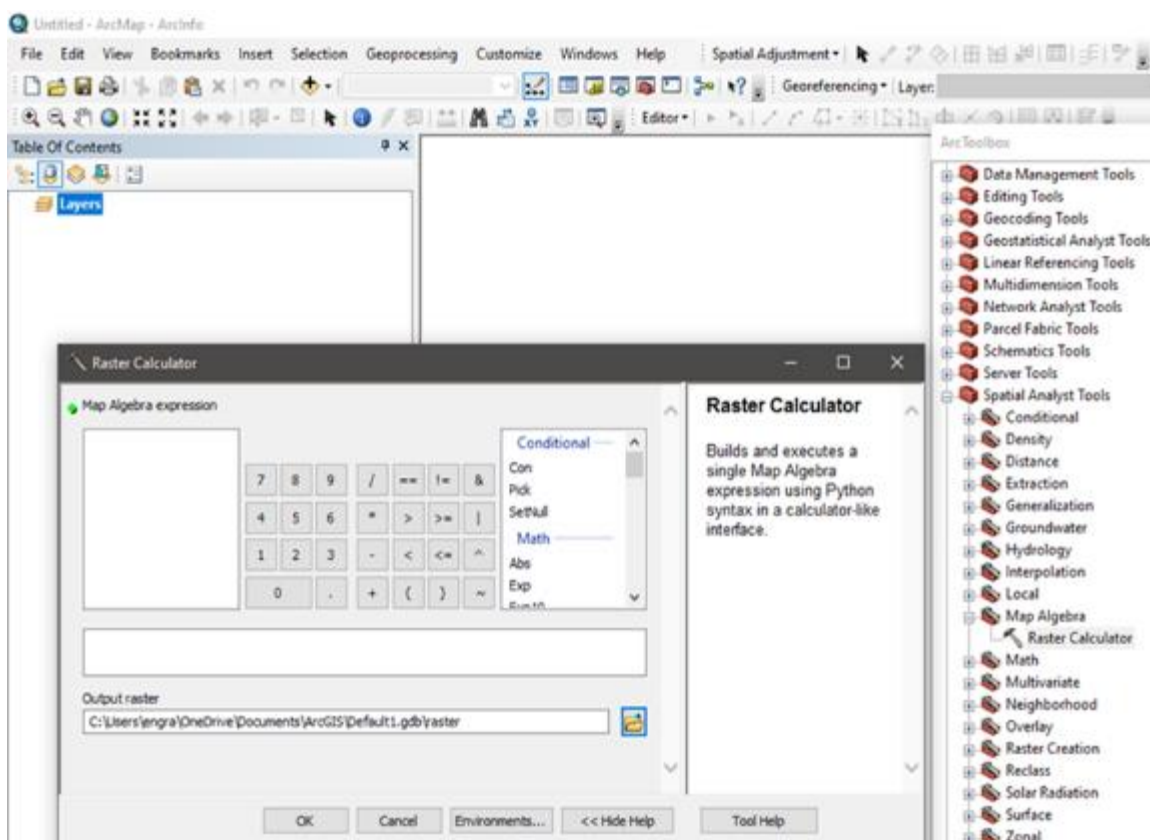 Untitled - ArcMap - ArcInfo
File Edit View Bookmarks Insert Selection Geoprocessing Customize Windows Help Spatial Adjustment
Georeferencing Layer:
Editor
Table Of Contents
Layers
ArcToolbox
Data Management Tools
Editing Tools
Geocoding Tools
Geostatistical Analyst Tools
Linear Referencing Tools
Multidimension Tools
Network Analyst Tools
Parcel Fabric Tools
Schematics Tools
Server Tools
Spatial Analyst Tools
Conditional
Density
Distance
Extraction
Generalization
Groundwater
Hydrology
Interpolation
Local
Map Algebra
Raster Calculator
Math
Multivariate
Neighborhood
Overlay
Raster Creation
Reclass
Solar Radiation
Surface
Zonal
Raster Calculator
Map Algebra expression
7 8 9 / == != &
4 5 6 * > >= |
1 2 3 - < <= ^
0 . + ( ) ~
Conditional
Con
Pick
SetNull
Math
Abs
Exp
Exp10
Output raster
C:\Users\engra\OneDrive\Documents\ArcGIS\Default1.gdb\raster
OK Cancel Environments... << Hide Help Tool Help
Raster Calculator
Builds and executes a
single Map Algebra
expression using Python
syntax in a calculator-like
interface.